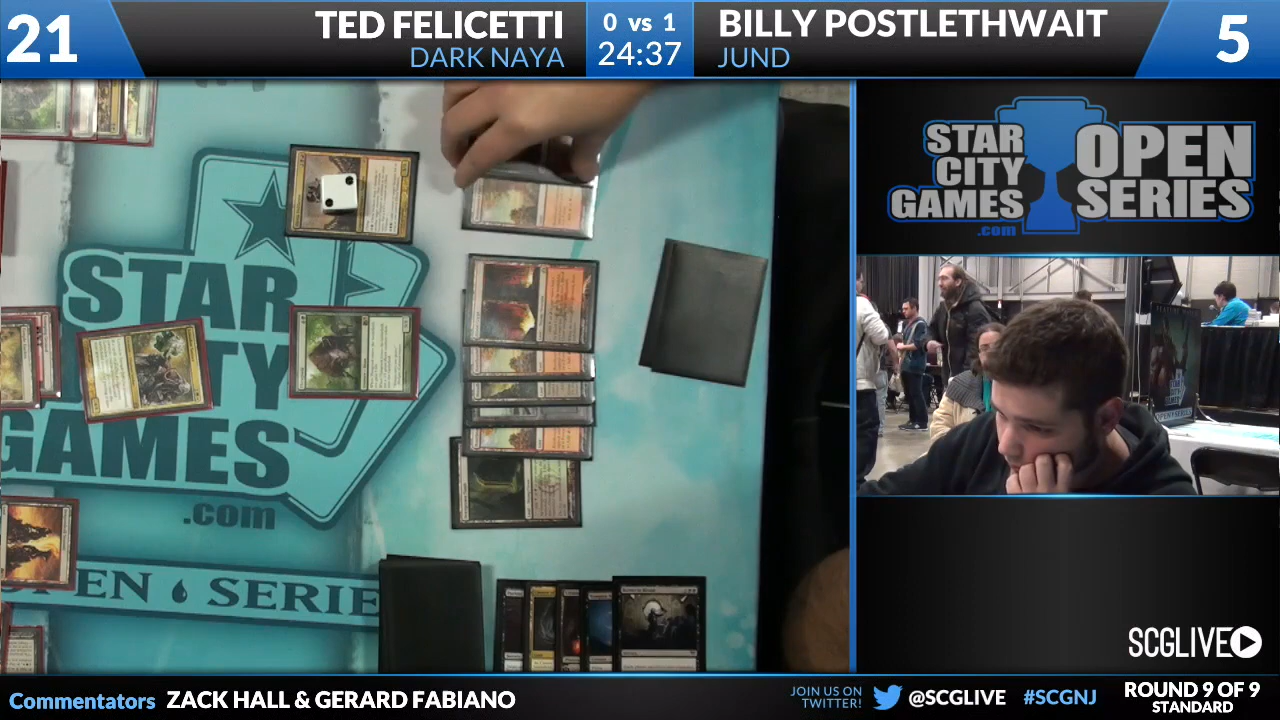 21
TED FELICETTI
DARK NAYA
0 vs 1
24:37
BILLY POSTLETHWAIT
JUND
5
STAR
CITY
GAMES
.com
OPEN
SERIES
STAR
TY
GAMES
.com
OPEN SERIE
SCGLIVE
Commentators ZACK HALL & GERARD FABIANO
JOIN US ON
TWITTER!
@SCGLIVE
#SCGNJ
ROUND 9 OF 9
STANDARD